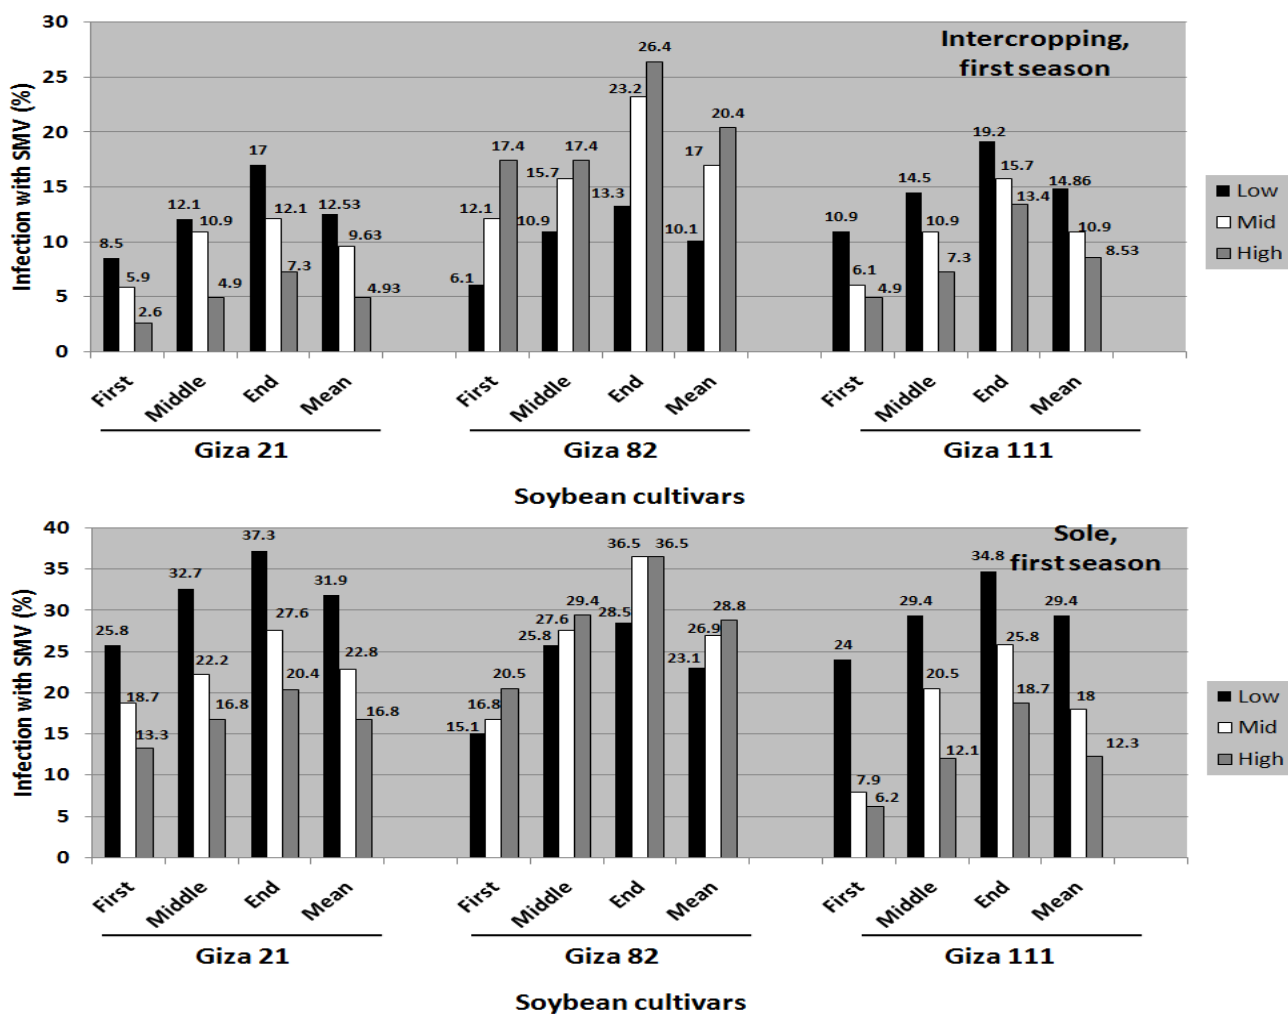 Intercropping,
first season
Infection with SMV (%)
30
25
20
15
10
5
0
8.5 5.9 2.6 12.1 10.9 4.9 17 12.1 7.3 12.53 9.63 4.93
6.1 12.1 17.4 10.9 15.7 17.4 13.3 23.2 26.4 10.1 17 20.4
10.9 6.1 4.9 14.5 10.9 7.3 19.2 15.7 13.4 14.86 10.9 8.53
Low
Mid
High
First Middle End Mean First Middle End Mean First Middle End Mean
Giza 21 Giza 82 Giza 111
Soybean cultivars
Sole,
first season
Infection with SMV (%)
40
35
30
25
20
15
10
5
0
25.8 18.7 13.3 32.7 22.2 16.8 37.3 27.6 20.4 31.9 22.8 16.8
15.1 16.8 20.5 25.8 27.6 29.4 28.5 36.5 36.5 23.1 26.9 28.8
24 7.9 6.2 29.4 20.5 12.1 34.8 25.8 18.7 29.4 18 12.3
Low
Mid
High
First Middle End Mean First Middle End Mean First Middle End Mean
Giza 21 Giza 82 Giza 111
Soybean cultivars